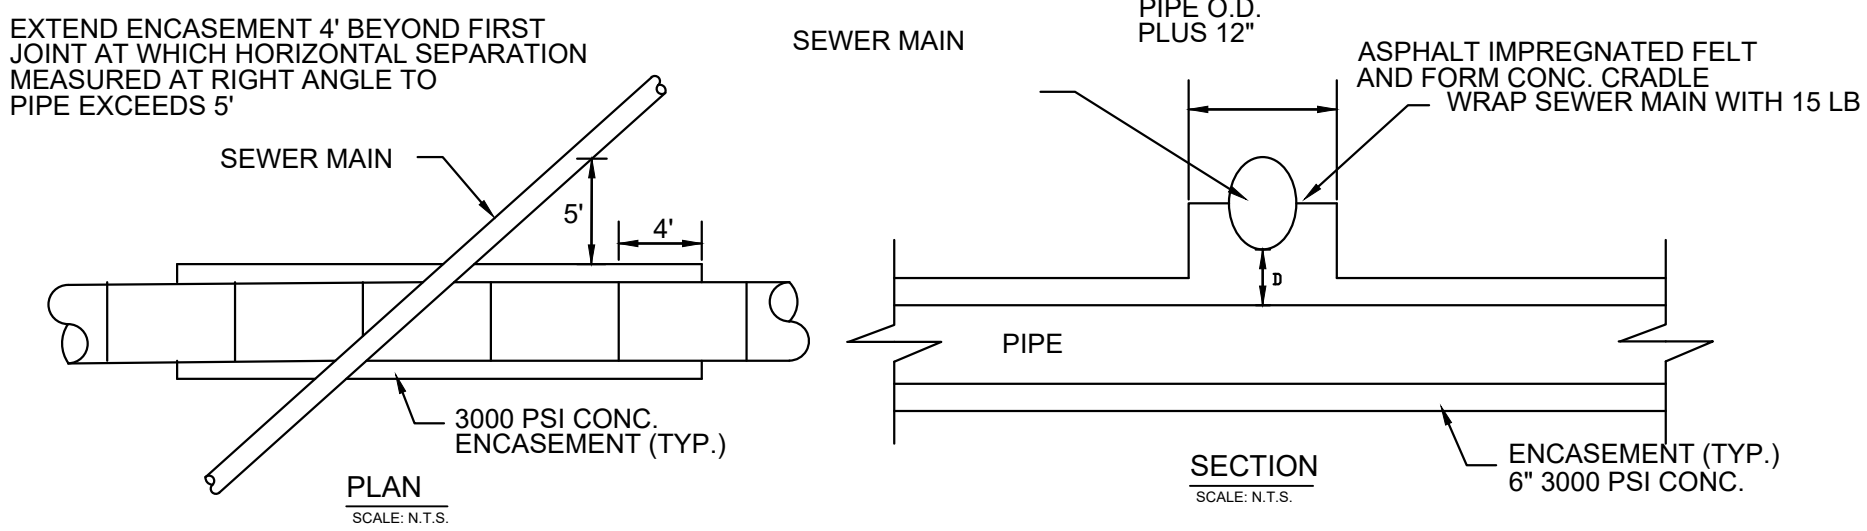 EXTEND ENCASEMENT 4' BEYOND FIRST
JOINT AT WHICH HORIZONTAL SEPARATION
MEASURED AT RIGHT ANGLE TO
PIPE EXCEEDS 5'
SEWER MAIN
5'
4'
3000 PSI CONC.
ENCASEMENT (TYP.)
PLAN
SCALE: N.T.S.
SEWER MAIN
PIPE O.D.
PLUS 12"
ASPHALT IMPREGNATED FELT
AND FORM CONC. CRADLE
WRAP SEWER MAIN WITH 15 LB
D
PIPE
ENCASEMENT (TYP.)
6" 3000 PSI CONC.
SECTION
SCALE: N.T.S.